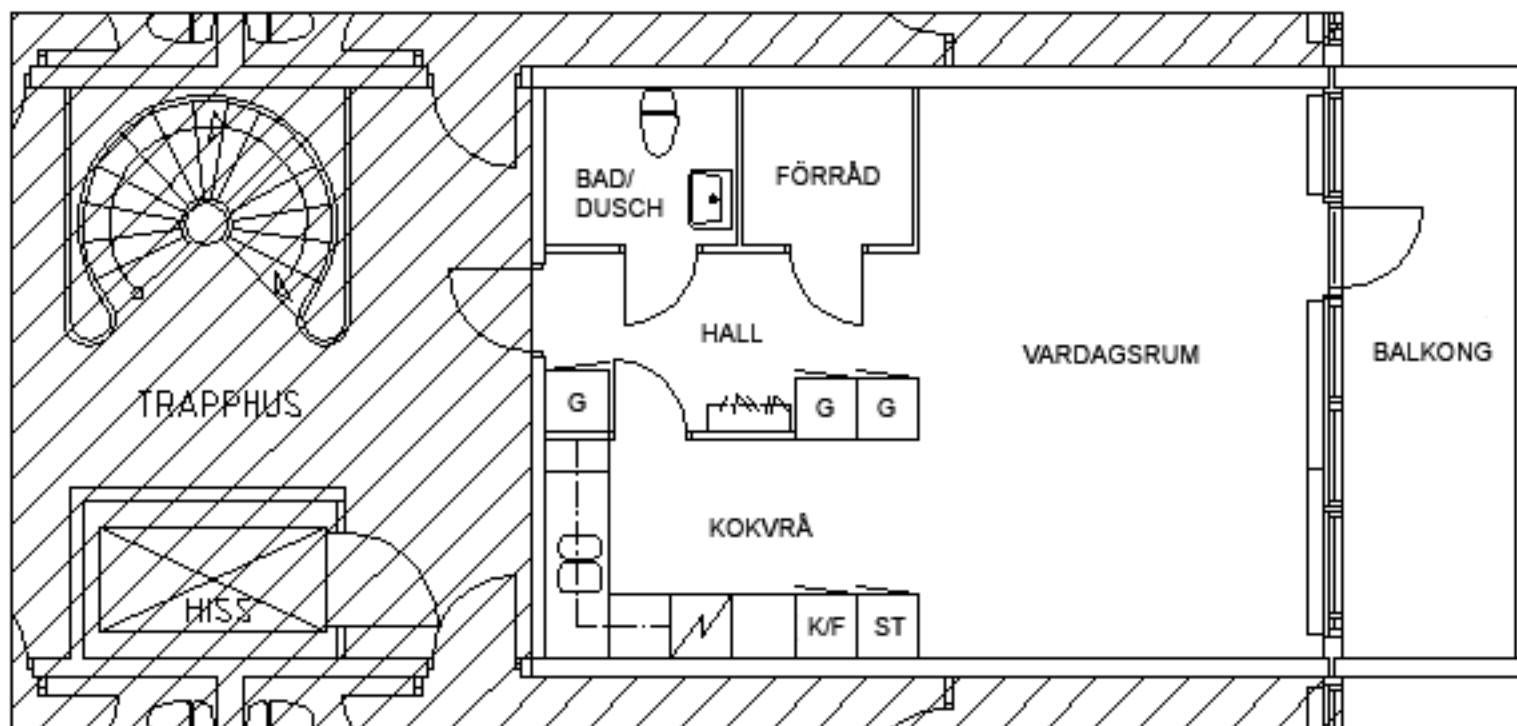 BAD/
DUSCH
FÖRRÅD
HALL
VARDAGSRUM
BALKONG
TRAPPHUS
G
G
G
KOKVRÅ
HISS
K/F
ST